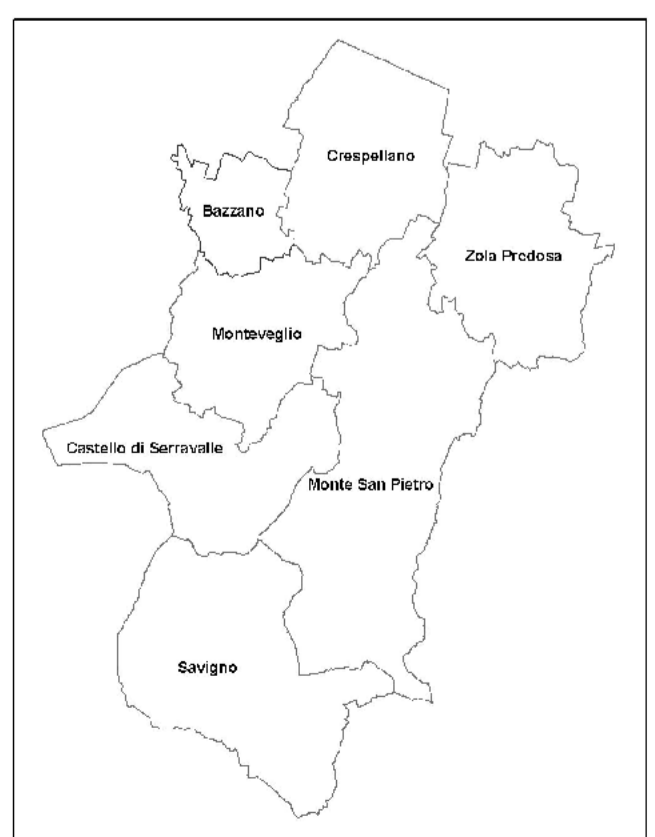 Crespellano
Bazzano
Zola Predosa
Monteveglio
Castello di Serravalle
Monte San Pietro
Savigno